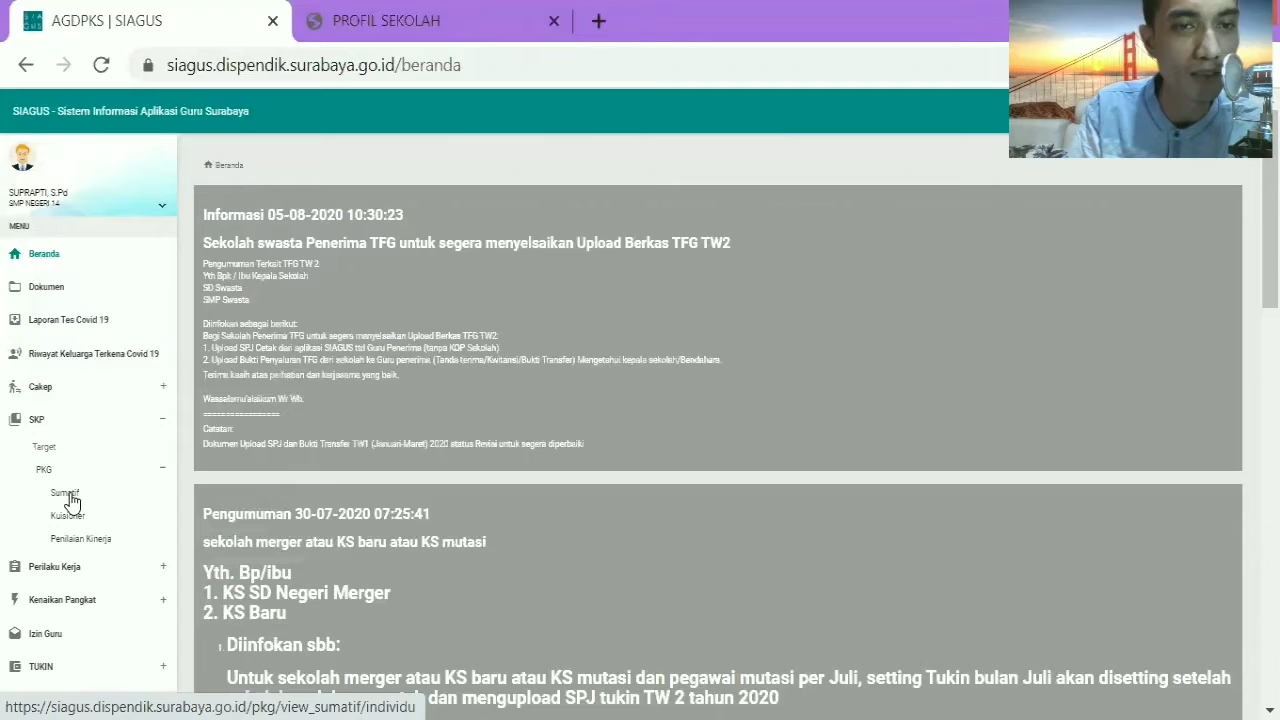 AGDPKS | SIAGUS
PROFIL SEKOLAH
siagus.dispendik.surabaya.go.id/beranda
SIAGUS - Sistem Informasi Aplikasi Guru Surabaya
SUPRAPTI, S.Pd
SMP NEGERI 14
MENU
Beranda
Dokumen
Laporan Tes Covid 19
Riwayat Keluarga Terkena Covid 19
Cakep
SKP
Target
PKG
Sumatif
Kuisioner
Penilaian Kinerja
Perilaku Kerja
Kenaikan Pangkat
Izin Guru
TUKIN
Beranda
Informasi 05-08-2020 10:30:23
Sekolah swasta Penerima TFG untuk segera menyelsaikan Upload Berkas TFG TW2
Pengumuman Terkait TFG TW 2
Yth Bpk / Ibu Kepala Sekolah
SD Swasta
SMP Swasta
Diinfokan sebagai berikut:
Bagi Sekolah Penerima TFG untuk segera menyelsaikan Upload Berkas TFG TW2:
1. Upload SPJ Cetak dari aplikasi SIAGUS ttd Guru Penerima (tanpa KOP Sekolah)
2. Upload Bukti Penyaluran TFG dari sekolah ke Guru penerima. (Tanda terima/Kwitansi/Bukti Transfer) Mengetahui kepala sekolah/Bendahara.
Terima kasih atas perhatian dan kerjasama yang baik.
Wassalamu'alaikum Wr Wb.
=================
Catatan:
Dokumen Upload SPJ dan Bukti Transfer TW1 (Januari-Maret) 2020 status Revisi untuk segera diperbaiki
Pengumuman 30-07-2020 07:25:41
sekolah merger atau KS baru atau KS mutasi
Yth. Bp/ibu
1. KS SD Negeri Merger
2. KS Baru
1. Diinfokan sbb:
Untuk sekolah merger atau KS baru atau KS mutasi dan pegawai mutasi per Juli, setting Tukin bulan Juli akan disetting setelah
dan mengupload SPJ tukin TW 2 tahun 2020
https://siagus.dispendik.surabaya.go.id/pkg/view_sumatif/individu